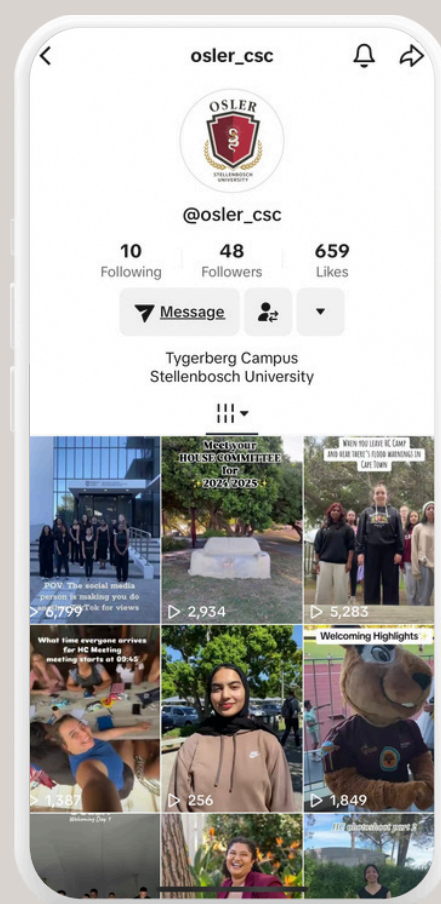 osler_csc
OSLER
STELLENBOSCH
UNIVERSITY
@osler_csc
10 48 659
Following Followers Likes
Message
Tygerberg Campus
Stellenbosch University
Meet your
HOUSE COMMITTEE
for
2024/2025
WHEN YOU LEAVE HC CAMP
AND HEAR THERE'S FLOOD WARNINGS IN
CAPE TOWN
POV: The social media
person is making you do
Tok for views
6,799
2,934
5,283
What time everyone arrives
for HC Meeting
meeting starts at 09:45
Welcoming Highlights
1,387
256
1,849
Welcoming Day 1
HC photoshoot part 2